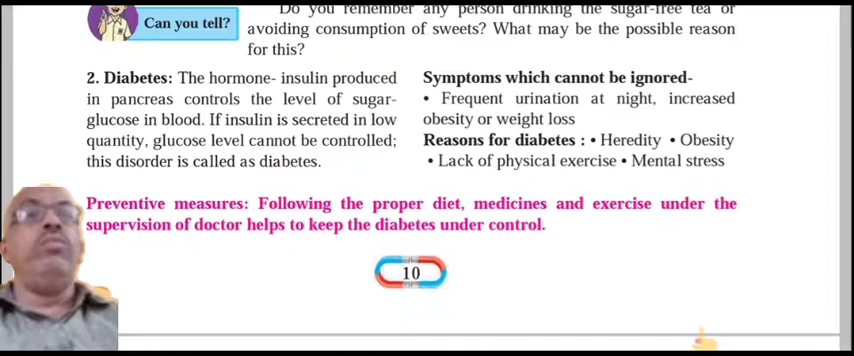 Do you remember any person drinking the sugar-free tea or
Can you tell?
avoiding consumption of sweets? What may be the possible reason
for this?
2. Diabetes: The hormone- insulin produced
in pancreas controls the level of sugar-
glucose in blood. If insulin is secreted in low
quantity, glucose level cannot be controlled;
this disorder is called as diabetes.
Symptoms which cannot be ignored-
• Frequent urination at night, increased
obesity or weight loss
Reasons for diabetes : • Heredity • Obesity
• Lack of physical exercise • Mental stress
Preventive measures: Following the proper diet, medicines and exercise under the
supervision of doctor helps to keep the diabetes under control.
10